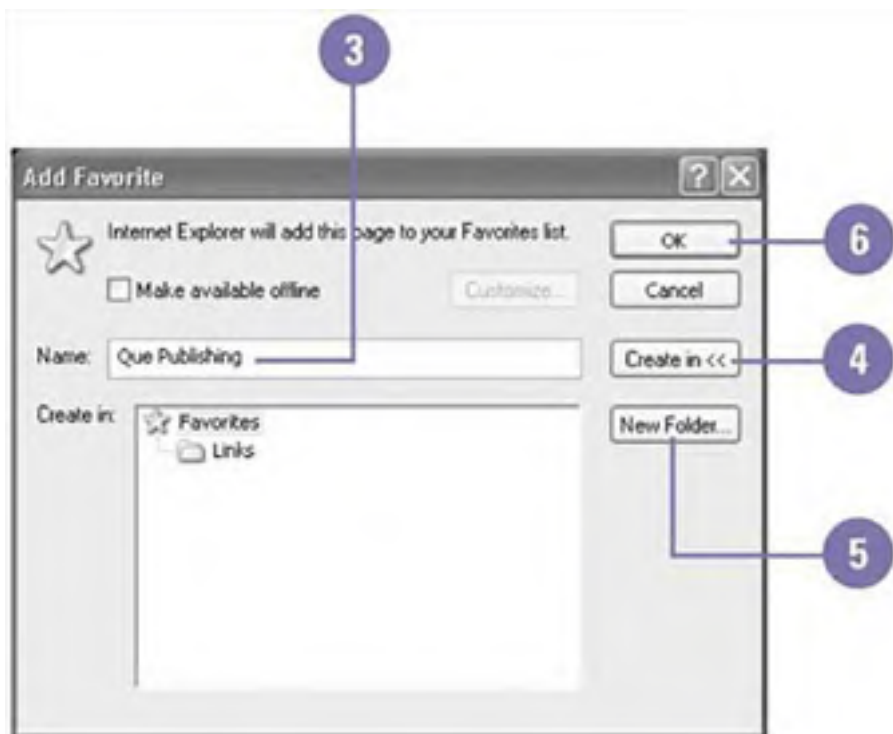 3
Add Favorite
Internet Explorer will add this page to your Favorites list.
OK
6
Make available offline
Customize...
Cancel
Name:
Que Publishing
Create in <<
4
Create in:
Favorites
New Folder...
Links
5